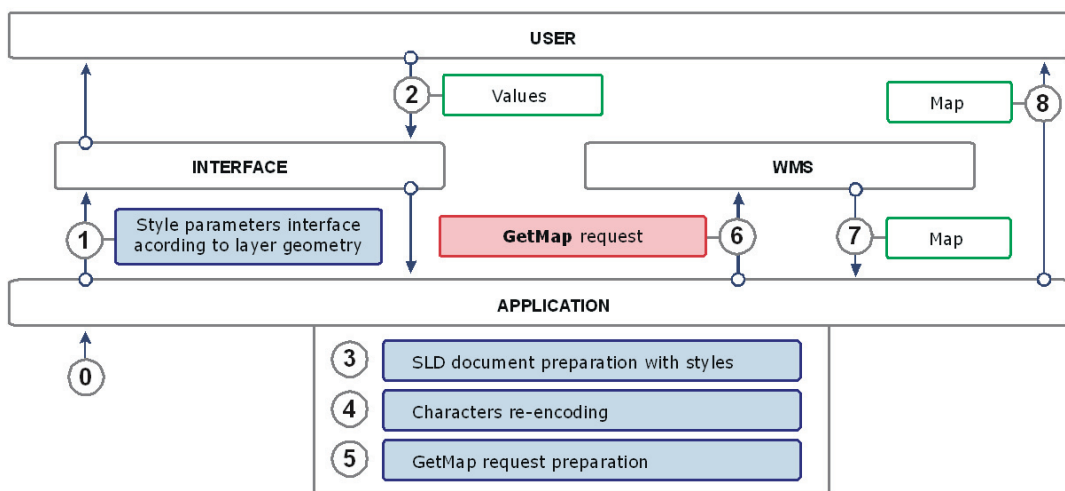 USER
2
Values
Map
8
INTERFACE
WMS
1
Style parameters interface
acording to layer geometry
GetMap request
6
7
Map
APPLICATION
0
3
SLD document preparation with styles
4
Characters re-encoding
5
GetMap request preparation